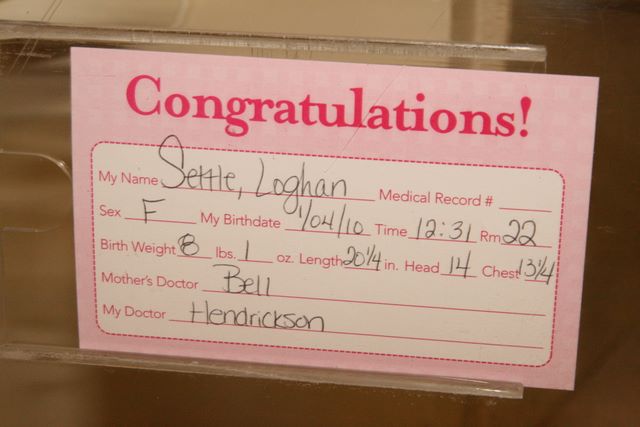 Congratulations!
My Name Settle, Loghan Medical Record #
Sex F My Birthdate 1/04/10 Time 12:31 Rm 22
Birth Weight 8 lbs. 1 oz. Length 20 1/4 in. Head 14 Chest 13 1/4
Mother's Doctor Bell
My Doctor Hendrickson